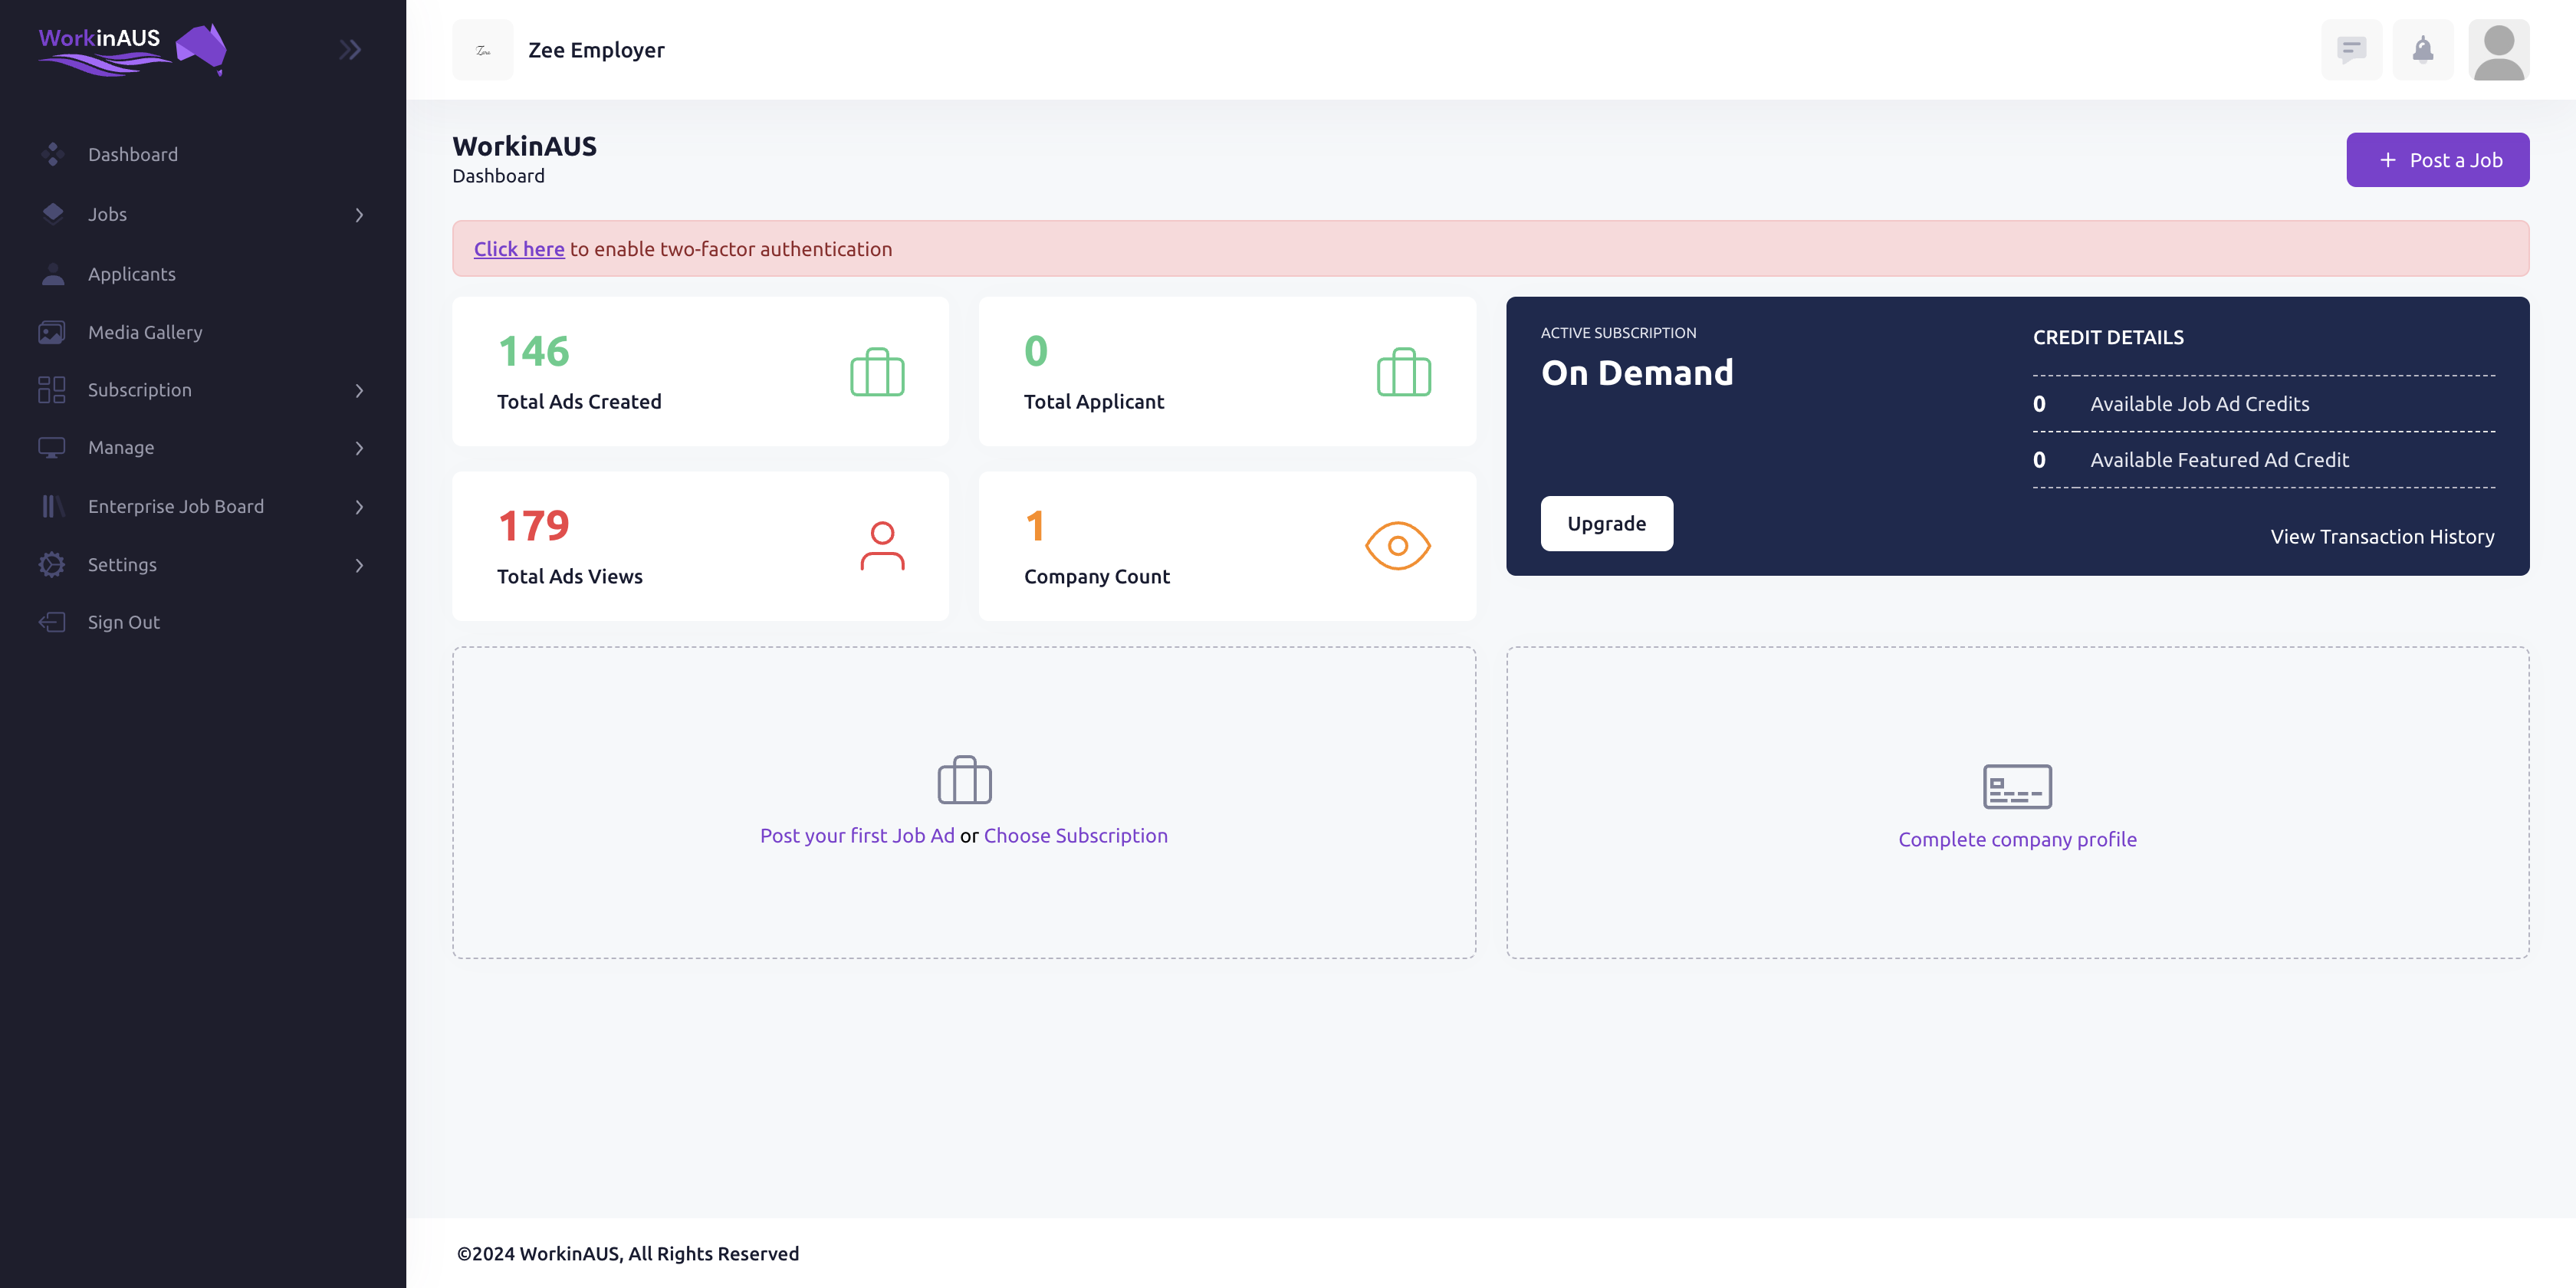 WorkinAUS
Zee Employer
Dashboard
Jobs
Applicants
Media Gallery
Subscription
Manage
Enterprise Job Board
Settings
Sign Out
WorkinAUS
Dashboard
+ Post a Job
Click here to enable two-factor authentication
146
Total Ads Created
0
Total Applicant
179
Total Ads Views
1
Company Count
ACTIVE SUBSCRIPTION
On Demand
Upgrade
CREDIT DETAILS
0 Available Job Ad Credits
0 Available Featured Ad Credit
View Transaction History
Post your first Job Ad or Choose Subscription
Complete company profile
©2024 WorkinAUS, All Rights Reserved